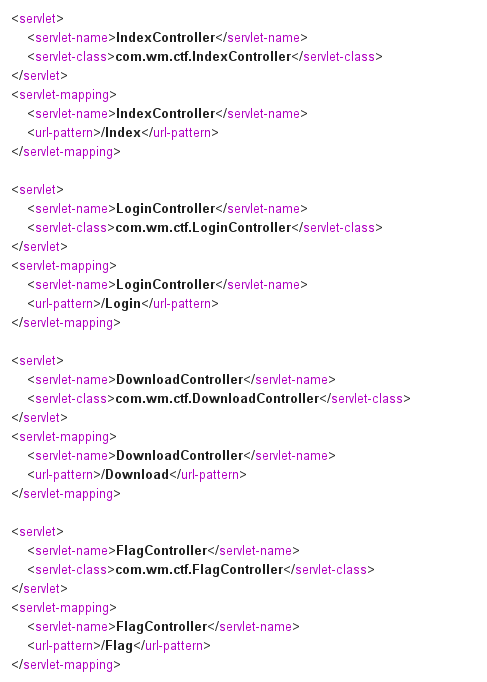 <servlet>
<servlet-name>IndexController</servlet-name>
<servlet-class>com.wm.ctf.IndexController</servlet-class>
</servlet>
<servlet-mapping>
<servlet-name>IndexController</servlet-name>
<url-pattern>/Index</url-pattern>
</servlet-mapping>
<servlet>
<servlet-name>LoginController</servlet-name>
<servlet-class>com.wm.ctf.LoginController</servlet-class>
</servlet>
<servlet-mapping>
<servlet-name>LoginController</servlet-name>
<url-pattern>/Login</url-pattern>
</servlet-mapping>
<servlet>
<servlet-name>DownloadController</servlet-name>
<servlet-class>com.wm.ctf.DownloadController</servlet-class>
</servlet>
<servlet-mapping>
<servlet-name>DownloadController</servlet-name>
<url-pattern>/Download</url-pattern>
</servlet-mapping>
<servlet>
<servlet-name>FlagController</servlet-name>
<servlet-class>com.wm.ctf.FlagController</servlet-class>
</servlet>
<servlet-mapping>
<servlet-name>FlagController</servlet-name>
<url-pattern>/Flag</url-pattern>
</servlet-mapping>